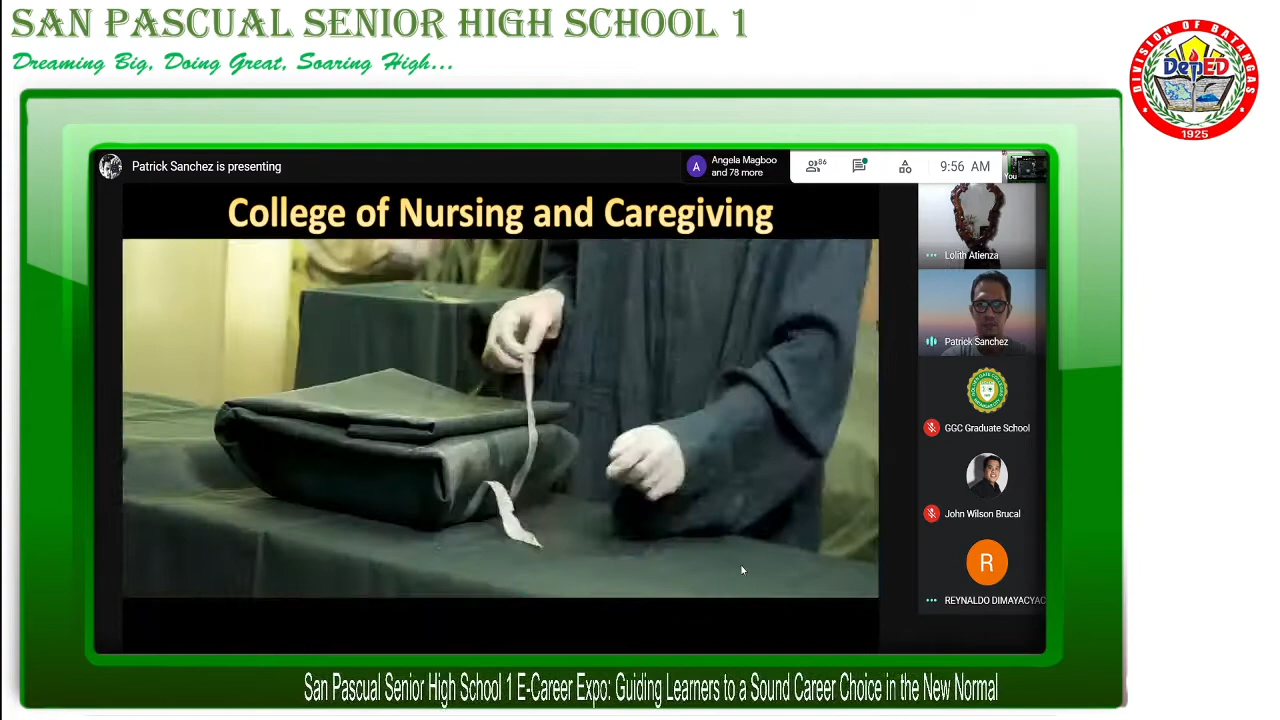 SAN PASCUAL SENIOR HIGH SCHOOL 1
Dreaming Big, Doing Great, Soaring High...
DIVISION OF BATANGAS
DepED
1925
Patrick Sanchez is presenting
A
Angela Magboo
and 78 more
86
9:56 AM
You
College of Nursing and Caregiving
Lolith Atienza
Patrick Sanchez
GGC Graduate School
John Wilson Brucal
R
REYNALDO DIMAYACYAC
San Pascual Senior High School 1 E-Career Expo: Guiding Learners to a Sound Career Choice in the New Normal